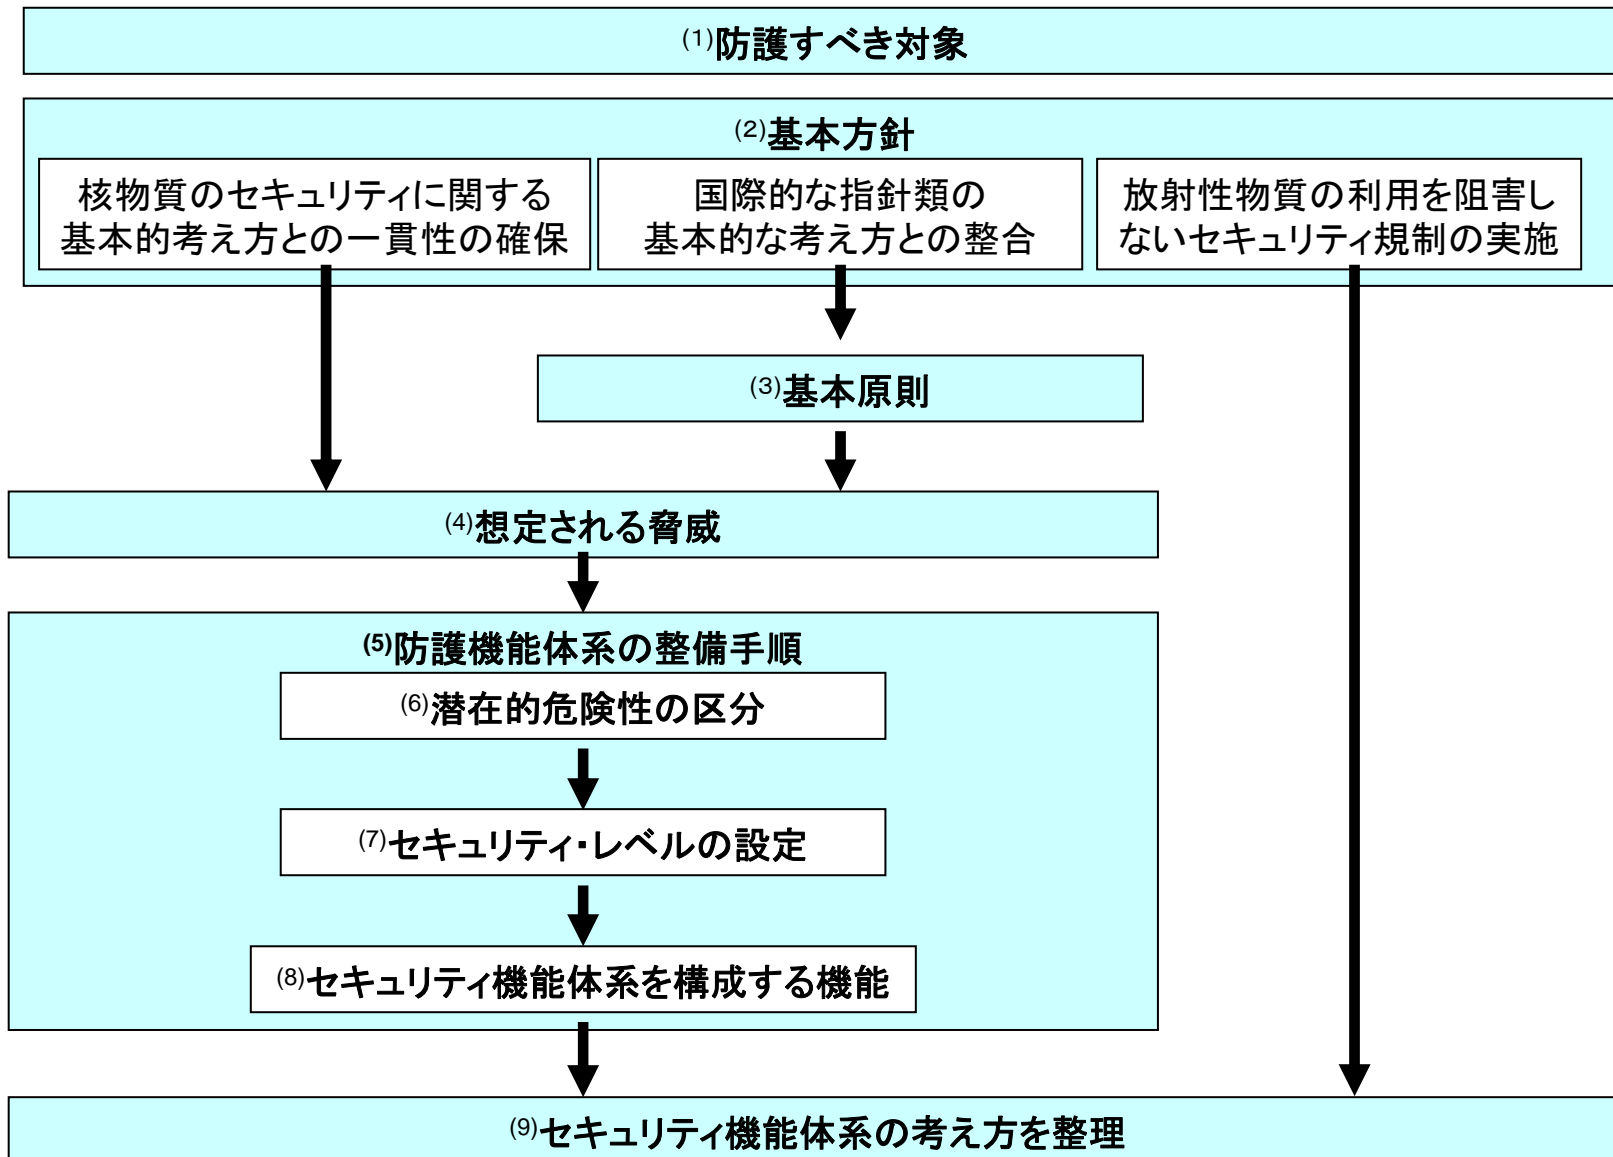 (1)防護すべき対象
(2)基本方針
核物質のセキュリティに関する
基本的考え方との一貫性の確保
国際的な指針類の
基本的な考え方との整合
放射性物質の利用を阻害し
ないセキュリティ規制の実施
(3)基本原則
(4)想定される脅威
(5)防護機能体系の整備手順
(6)潜在的危険性の区分
(7)セキュリティ・レベルの設定
(8)セキュリティ機能体系を構成する機能
(9)セキュリティ機能体系の考え方を整理